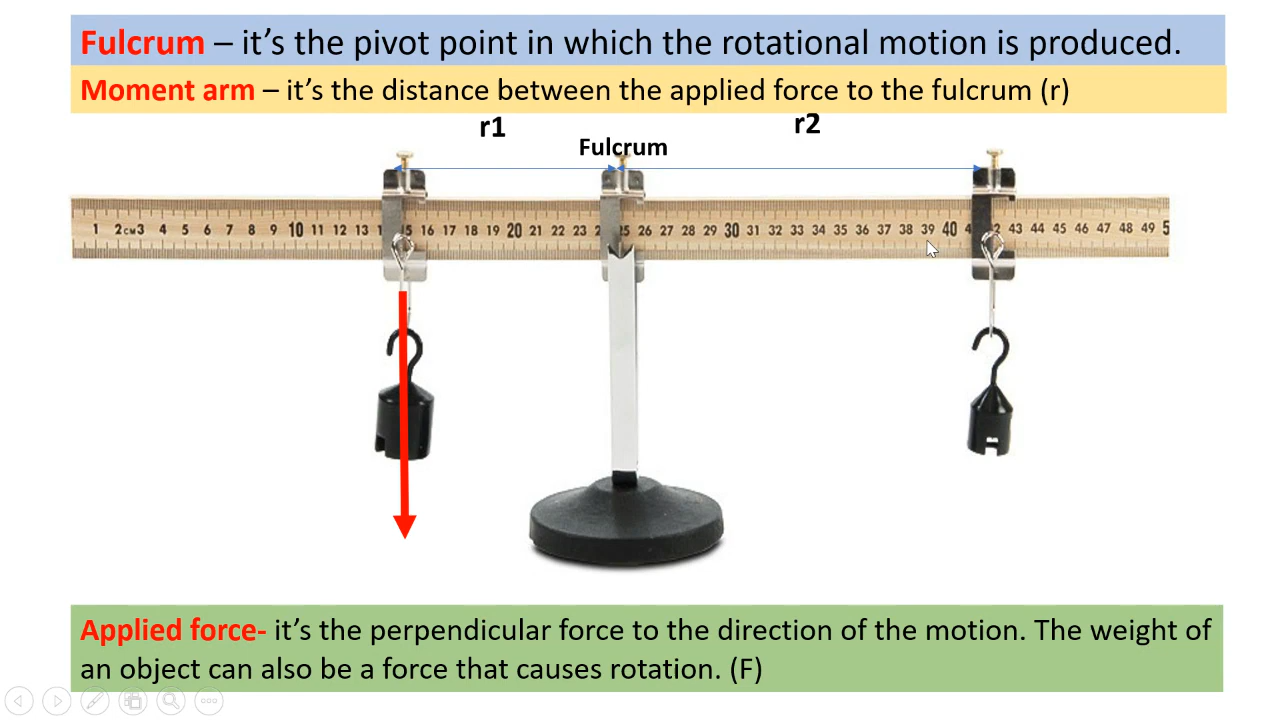 Fulcrum – it's the pivot point in which the rotational motion is produced.
Moment arm – it's the distance between the applied force to the fulcrum (r)
r1
r2
Fulcrum
1 2 CM 3 4 5 6 7 8 9 10 11 12 13 15 16 17 18 19 20 21 22 23 25 26 27 28 29 30 31 32 33 34 35 36 37 38 39 40 43 44 45 46 47 48 49
Applied force- it's the perpendicular force to the direction of the motion. The weight of
an object can also be a force that causes rotation. (F)